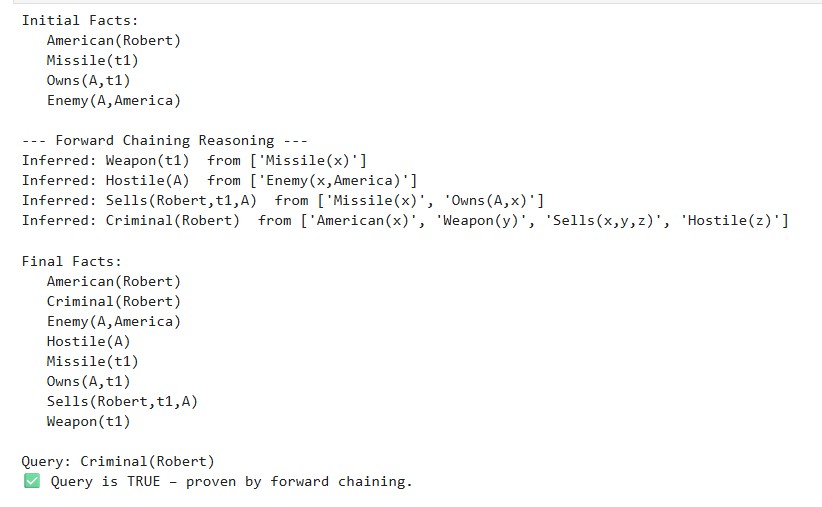 Initial Facts:
American(Robert)
Missile(t1)
Owns(A,t1)
Enemy(A,America)
--- Forward Chaining Reasoning ---
Inferred: Weapon(t1)  from ['Missile(x)']
Inferred: Hostile(A)  from ['Enemy(x,America)']
Inferred: Sells(Robert,t1,A)  from ['Missile(x)', 'Owns(A,x)']
Inferred: Criminal(Robert)  from ['American(x)', 'Weapon(y)', 'Sells(x,y,z)', 'Hostile(z)']
Final Facts:
American(Robert)
Criminal(Robert)
Enemy(A,America)
Hostile(A)
Missile(t1)
Owns(A,t1)
Sells(Robert,t1,A)
Weapon(t1)
Query: Criminal(Robert)
✅ Query is TRUE – proven by forward chaining.